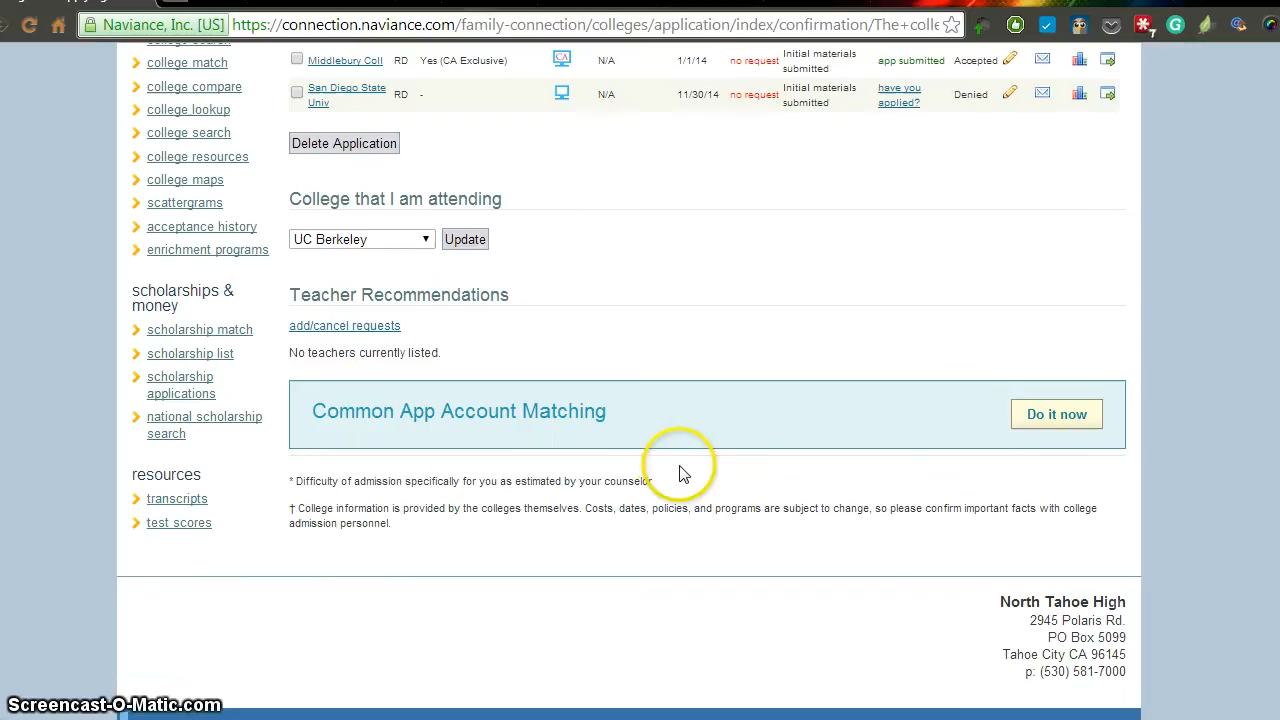 Naviance, Inc. [US]
https://connection.naviance.com/family-connection/colleges/application/index/confirmation/The+colle
7
college search
college match
college compare
college lookup
college search
college resources
college maps
scattergrams
acceptance history
enrichment programs
scholarships &
money
scholarship match
scholarship list
scholarship
applications
national scholarship
search
resources
transcripts
test scores
Middlebury Coll RD Yes (CA Exclusive) CA N/A 1/1/14 no request Initial materials submitted app submitted Accepted
San Diego State Univ RD - N/A 11/30/14 no request Initial materials submitted have you applied? Denied
Delete Application
College that I am attending
UC Berkeley Update
Teacher Recommendations
add/cancel requests
No teachers currently listed.
Common App Account Matching Do it now
* Difficulty of admission specifically for you as estimated by your counselor
† College information is provided by the colleges themselves. Costs, dates, policies, and programs are subject to change, so please confirm important facts with college
admission personnel.
North Tahoe High
2945 Polaris Rd.
PO Box 5099
Tahoe City CA 96145
p: (530) 581-7000
Screencast-O-Matic.com